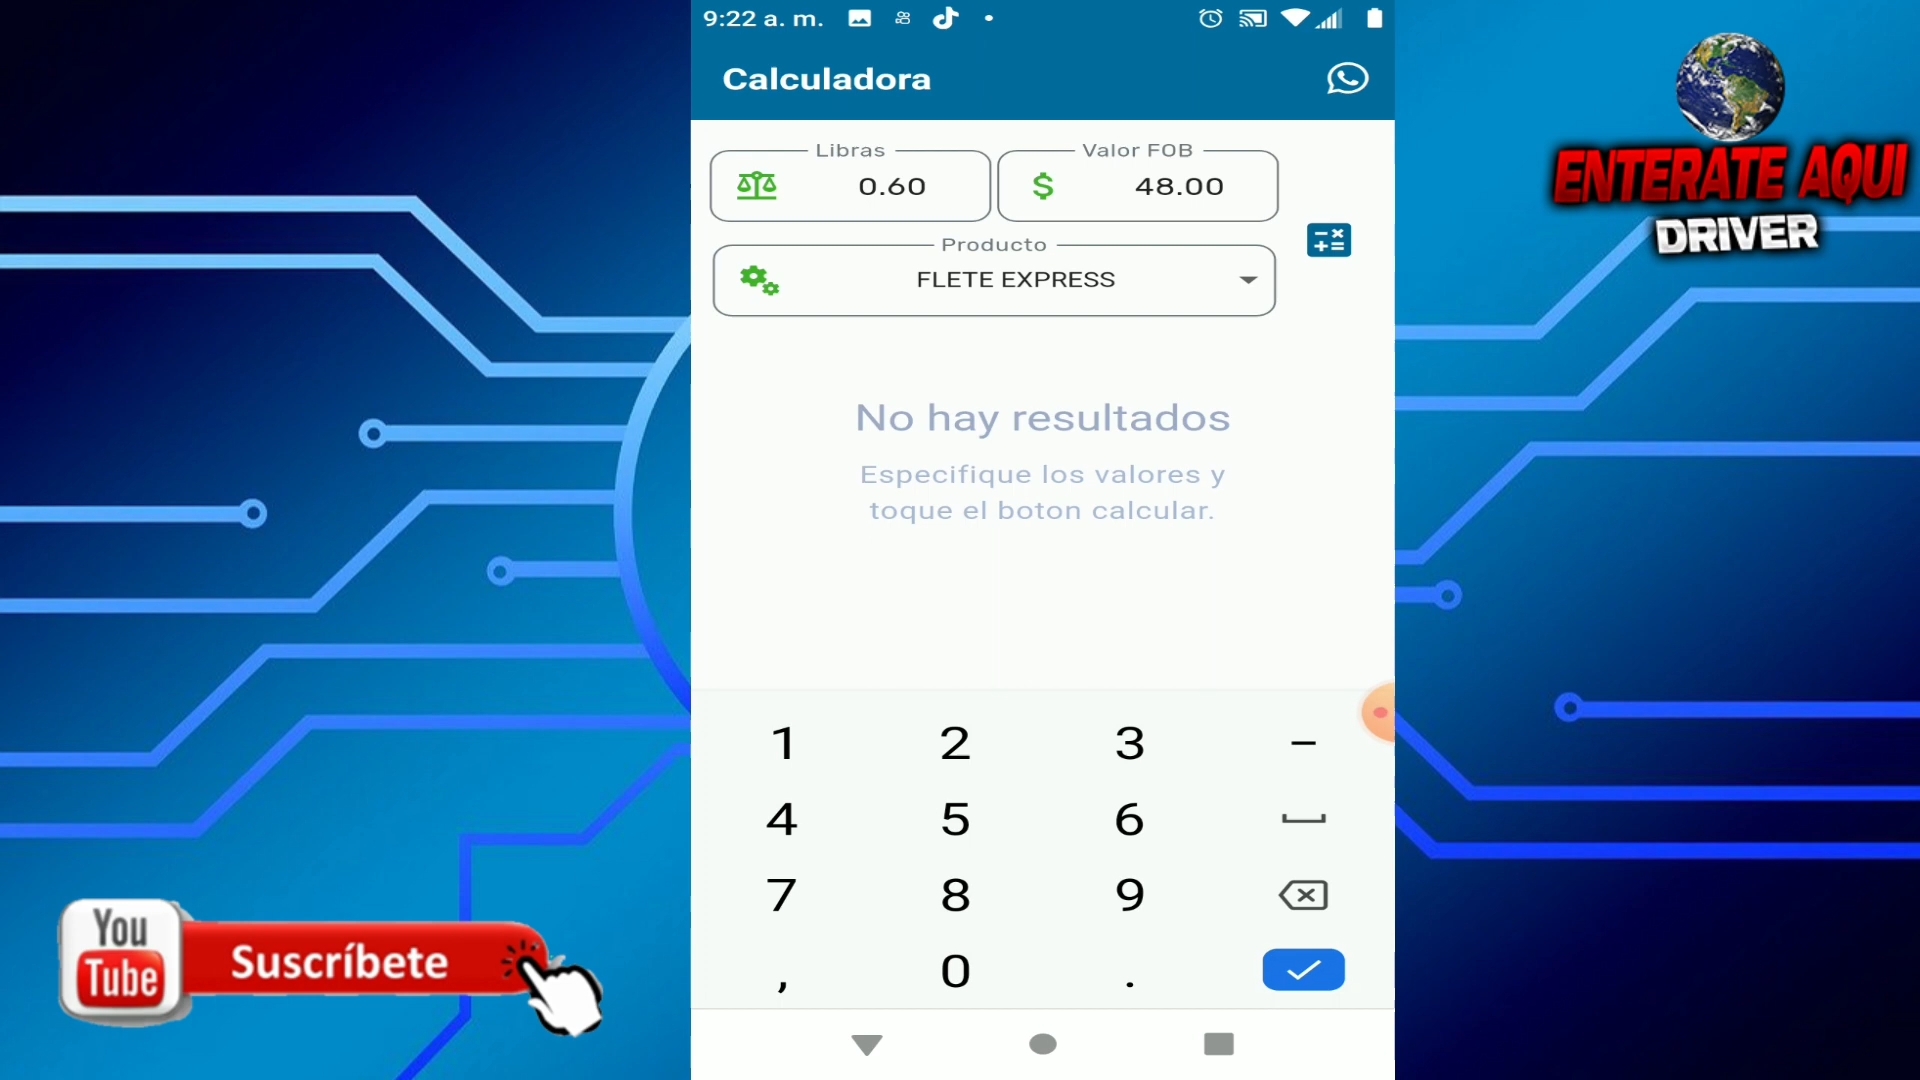 9:22 a. m.
Calculadora
Libras
0.60
Valor FOB
$ 48.00
Producto
FLETE EXPRESS
No hay resultados
Especifique los valores y
toque el boton calcular.
1 2 3 −
4 5 6
7 8 9
, 0 .
ENTERATE AQUI
DRIVER
You
Tube
Suscríbete